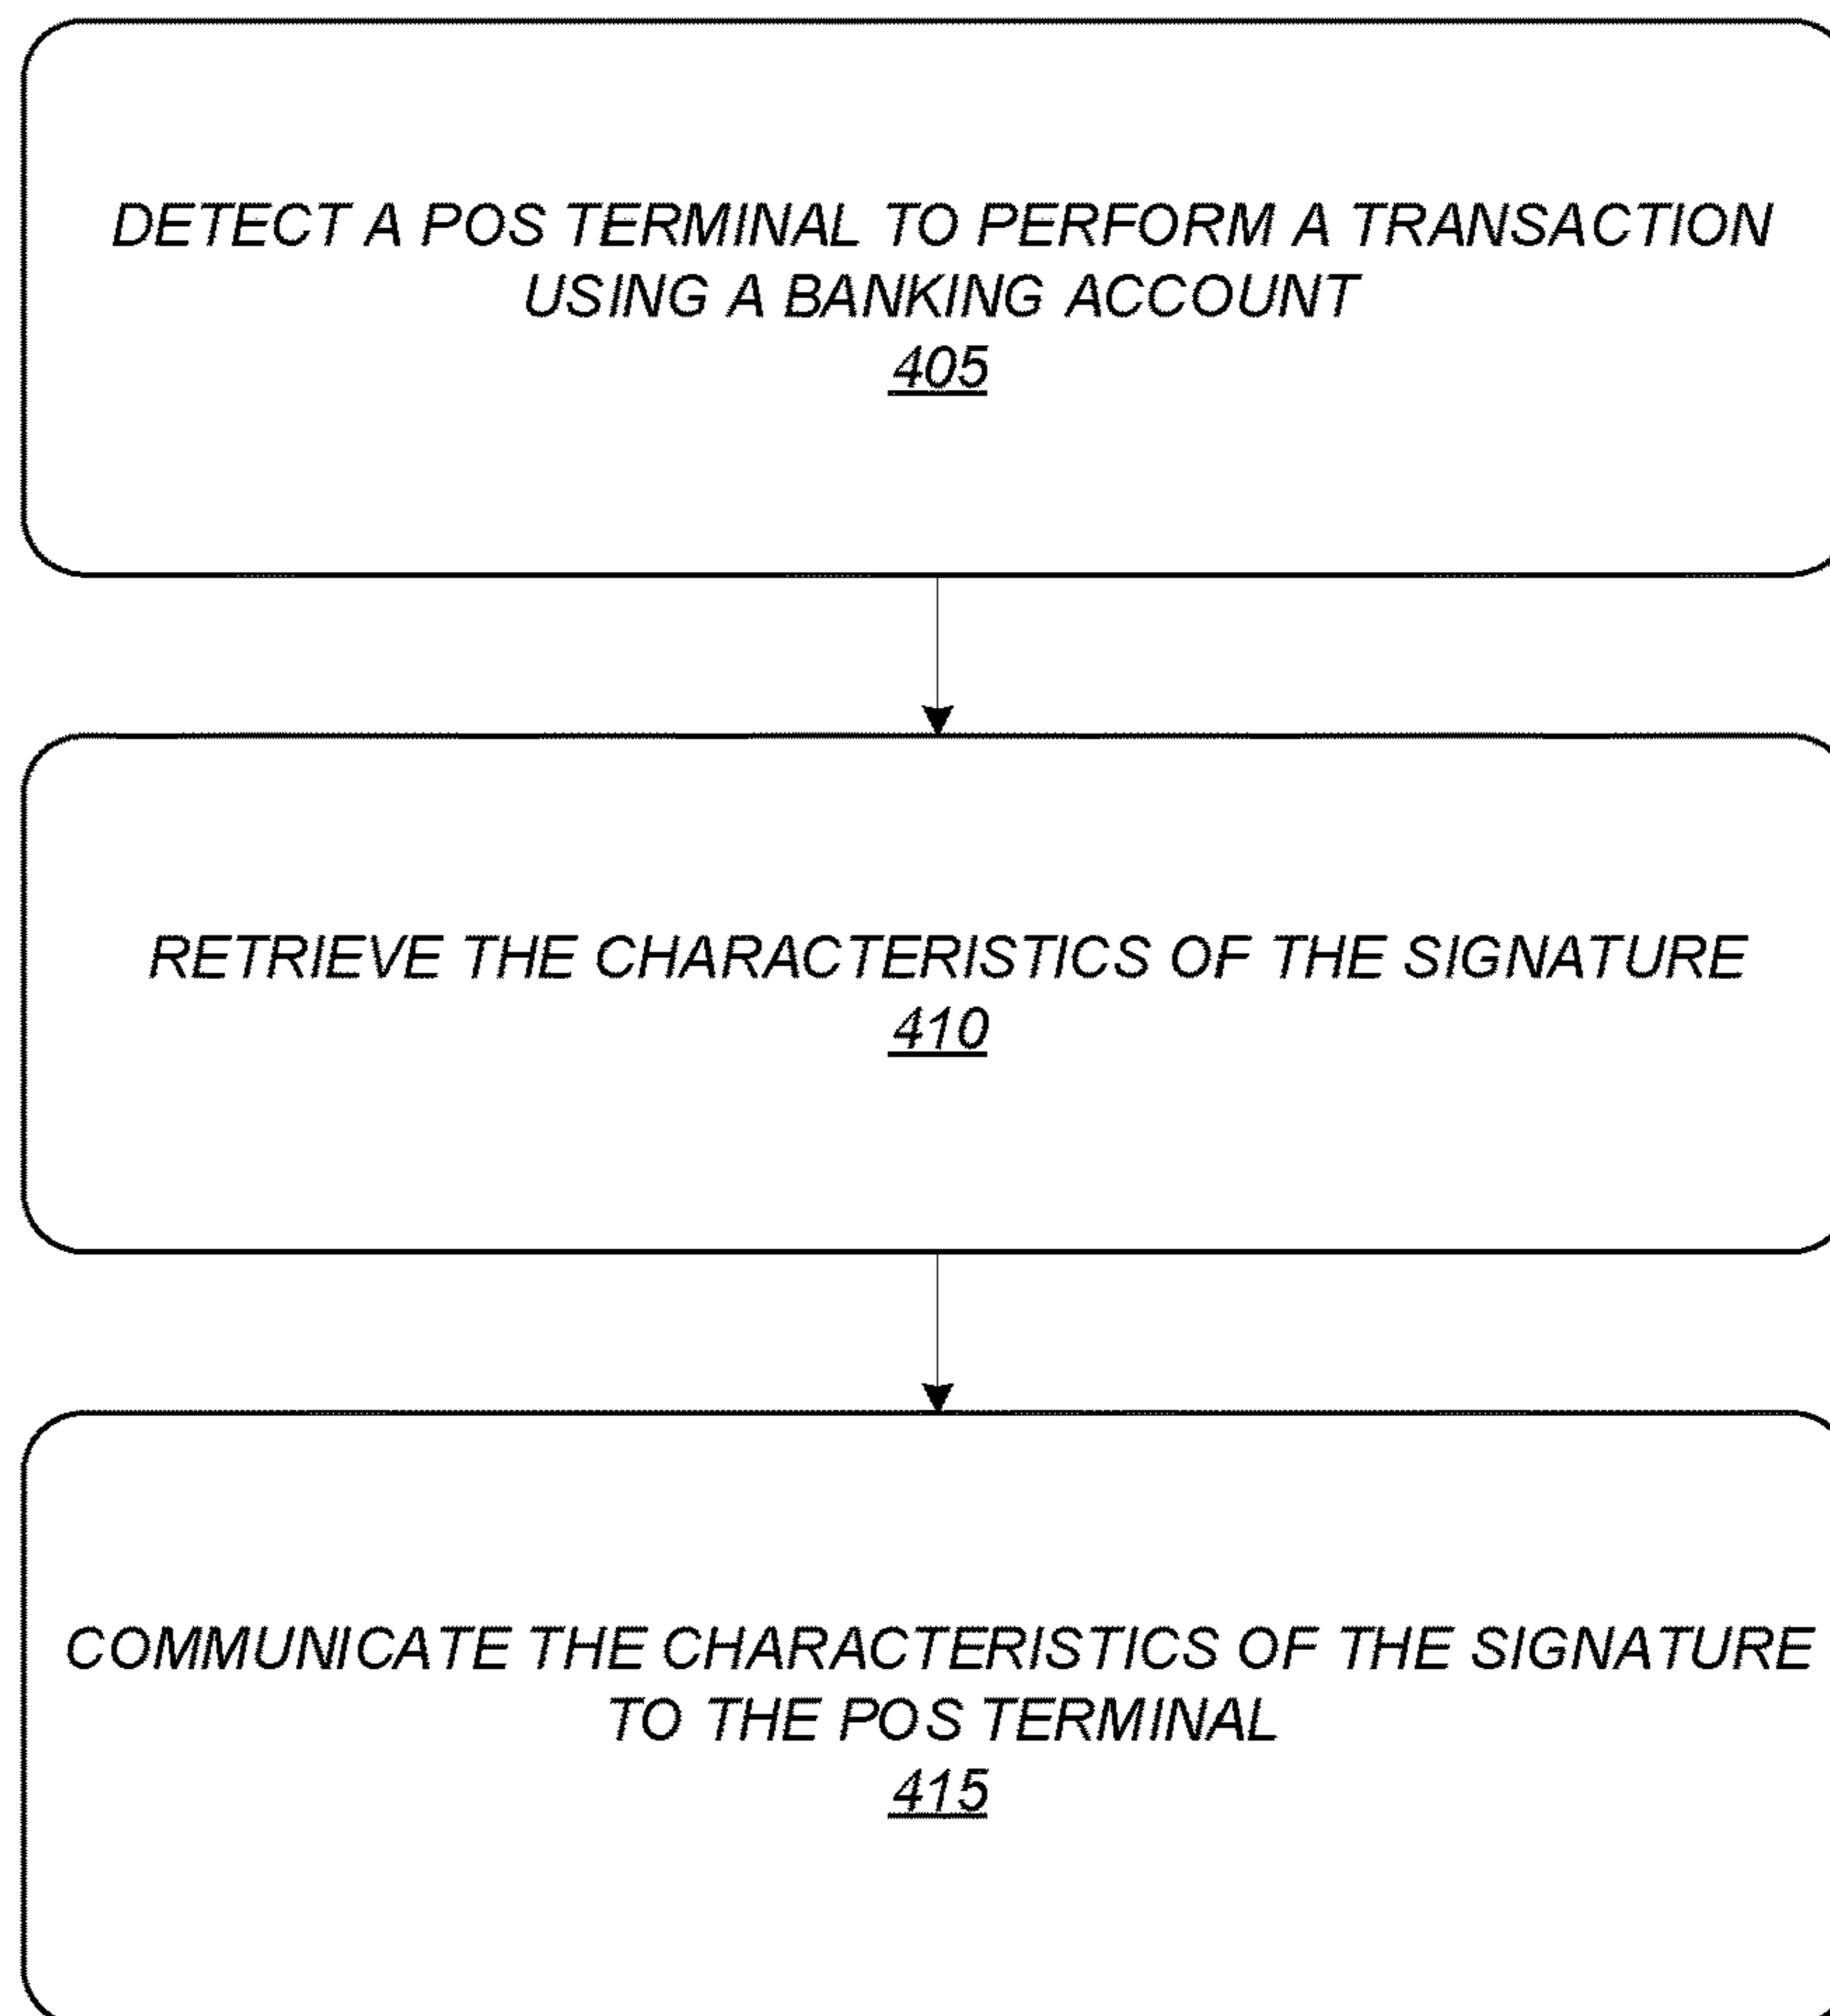 DETECT A POS TERMINAL TO PERFORM A TRANSACTION
USING A BANKING ACCOUNT
405
RETRIEVE THE CHARACTERISTICS OF THE SIGNATURE
410
COMMUNICATE THE CHARACTERISTICS OF THE SIGNATURE
TO THE POS TERMINAL
415